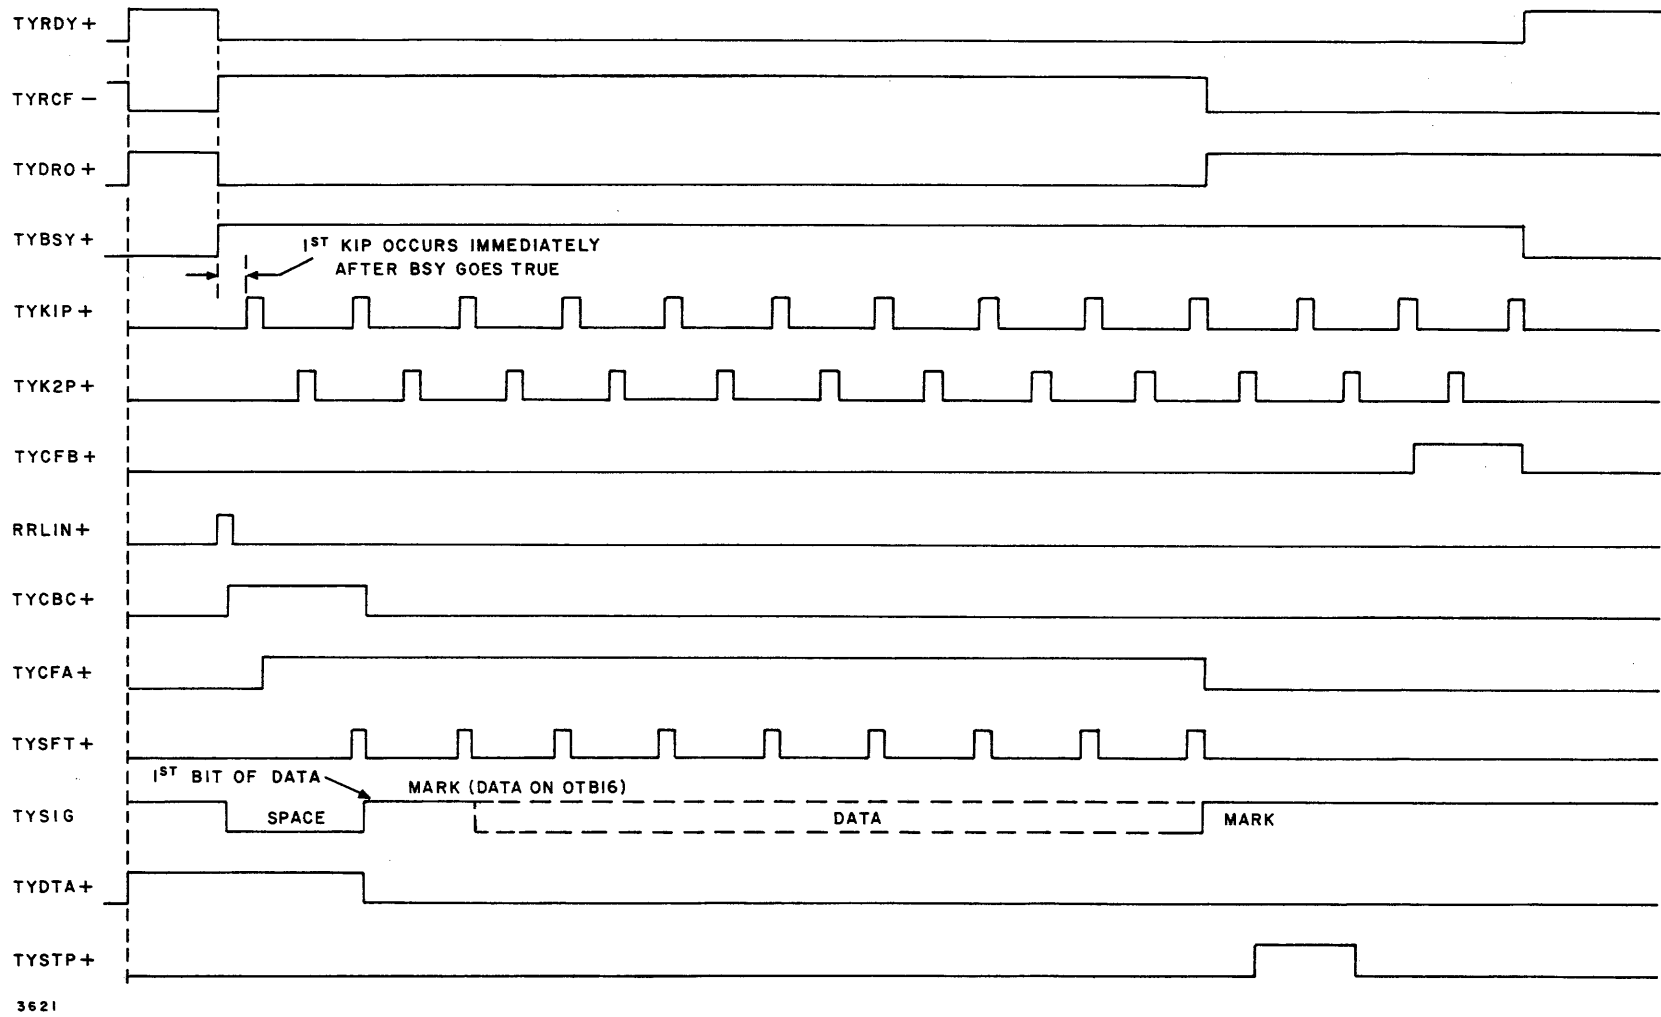 TYRDY+
TYRCF-
TYDRO+
TYBSY+
1ST KIP OCCURS IMMEDIATELY
AFTER BSY GOES TRUE
TYKIP+
TYK2P+
TYCFB+
RRLIN+
TYCBC+
TYCFA+
TYSFT+
1ST BIT OF DATA
MARK (DATA ON OTB16)
TYSIG
SPACE
DATA
MARK
TYDTA+
TYSTP+
3621